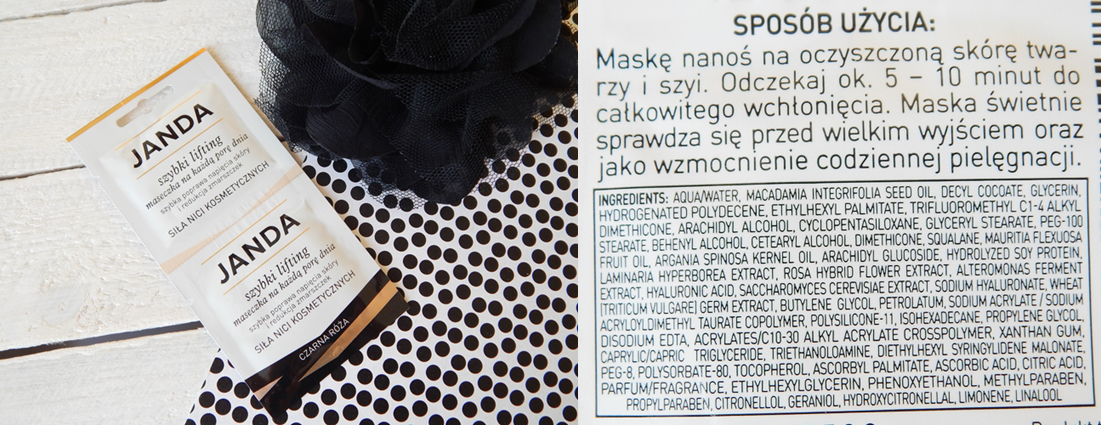 JANDA
szybki lifting
maseczka na każdą porę dnia
szybka poprawa napięcia skóry
i redukcja zmarszczek
SIŁA NICI KOSMETYCZNYCH
JANDA
szybki lifting
maseczka na każdą porę dnia
szybka poprawa napięcia skóry
i redukcja zmarszczek
SIŁA NICI KOSMETYCZNYCH
CZARNA RÓŻA
SPOSÓB UŻYCIA:
Maskę nanoś na oczyszczoną skórę twa-
rzy i szyi. Odczekaj ok. 5 – 10 minut do
całkowitego wchłonięcia. Maska świetnie
sprawdza się przed wielkim wyjściem oraz
jako wzmocnienie codziennej pielęgnacji.
INGREDIENTS: AQUA/WATER, MACADAMIA INTEGRIFOLIA SEED OIL, DECYL COCOATE, GLYCERIN,
HYDROGENATED POLYDECENE, ETHYLHEXYL PALMITATE, TRIFLUOROMETHYL C1-4 ALKYL
DIMETHICONE, ARACHIDYL ALCOHOL, CYCLOPENTASILOXANE, GLYCERYL STEARATE, PEG-100
STEARATE, BEHENYL ALCOHOL, CETEARYL ALCOHOL, DIMETHICONE, SQUALANE, MAURITIA FLEXUOSA
FRUIT OIL, ARGANIA SPINOSA KERNEL OIL, ARACHIDYL GLUCOSIDE, HYDROLYZED SOY PROTEIN,
LAMINARIA HYPERBOREA EXTRACT, ROSA HYBRID FLOWER EXTRACT, ALTEROMONAS FERMENT
EXTRACT, HYALURONIC ACID, SACCHAROMYCES CEREVISIAE EXTRACT, SODIUM HYALURONATE, WHEAT
(TRITICUM VULGARE) GERM EXTRACT, BUTYLENE GLYCOL, PETROLATUM, SODIUM ACRYLATE / SODIUM
ACRYLOYLDIMETHYL TAURATE COPOLYMER, POLYSILICONE-11, ISOHEXADECANE, PROPYLENE GLYCOL,
DISODIUM EDTA, ACRYLATES/C10-30 ALKYL ACRYLATE CROSSPOLYMER, XANTHAN GUM,
CAPRYLIC/CAPRIC TRIGLYCERIDE, TRIETHANOLOAMINE, DIETHYLHEXYL SYRINGYLIDENE MALONATE,
PEG-8, POLYSORBATE-80, TOCOPHEROL, ASCORBYL PALMITATE, ASCORBIC ACID, CITRIC ACID,
PARFUM/FRAGRANCE, ETHYLHEXYLGLYCERIN, PHENOXYETHANOL, METHYLPARABEN,
PROPYLPARABEN, CITRONELLOL, GERANIOL, HYDROXYCITRONELLAL, LIMONENE, LINALOOL